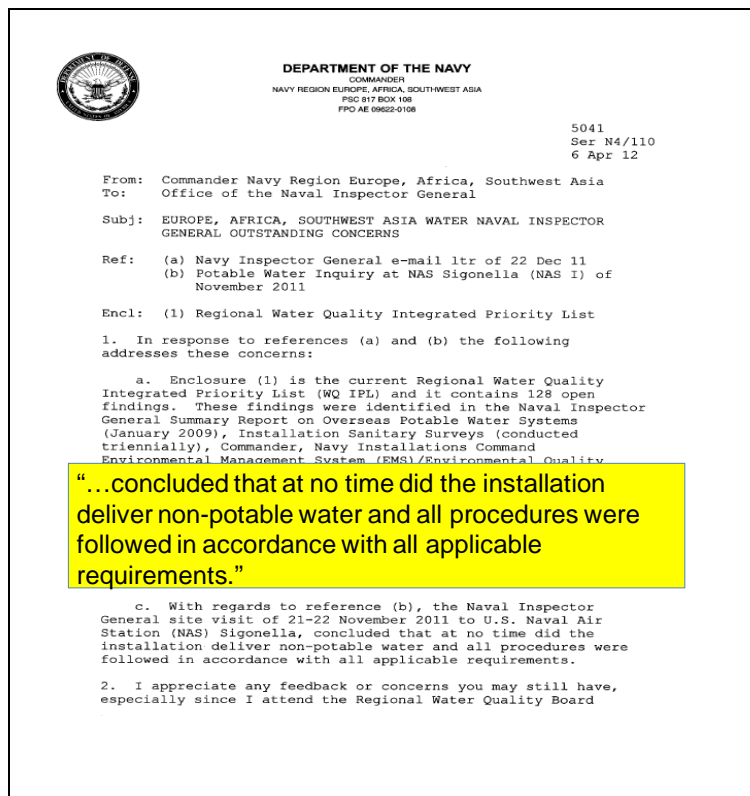 DEPARTMENT OF THE NAVY
COMMANDER
NAVY REGION EUROPE, AFRICA, SOUTHWEST ASIA
PSC 817 BOX 108
FPO AE 09622-0108
5041
Ser N4/110
6 Apr 12
From: Commander Navy Region Europe, Africa, Southwest Asia
To: Office of the Naval Inspector General
Subj: EUROPE, AFRICA, SOUTHWEST ASIA WATER NAVAL INSPECTOR
GENERAL OUTSTANDING CONCERNS
Ref: (a) Navy Inspector General e-mail ltr of 22 Dec 11
(b) Potable Water Inquiry at NAS Sigonella (NAS I) of
November 2011
Encl: (1) Regional Water Quality Integrated Priority List
1. In response to references (a) and (b) the following
addresses these concerns:
a. Enclosure (1) is the current Regional Water Quality
Integrated Priority List (WQ IPL) and it contains 128 open
findings. These findings were identified in the Naval Inspector
General Summary Report on Overseas Potable Water Systems
(January 2009), Installation Sanitary Surveys (conducted
triennially), Commander, Navy Installations Command
Environmental Management System (EMS)/Environmental Quality
“…concluded that at no time did the installation
deliver non-potable water and all procedures were
followed in accordance with all applicable
requirements.”
c. With regards to reference (b), the Naval Inspector
General site visit of 21-22 November 2011 to U.S. Naval Air
Station (NAS) Sigonella, concluded that at no time did the
installation deliver non-potable water and all procedures were
followed in accordance with all applicable requirements.
2. I appreciate any feedback or concerns you may still have,
especially since I attend the Regional Water Quality Board